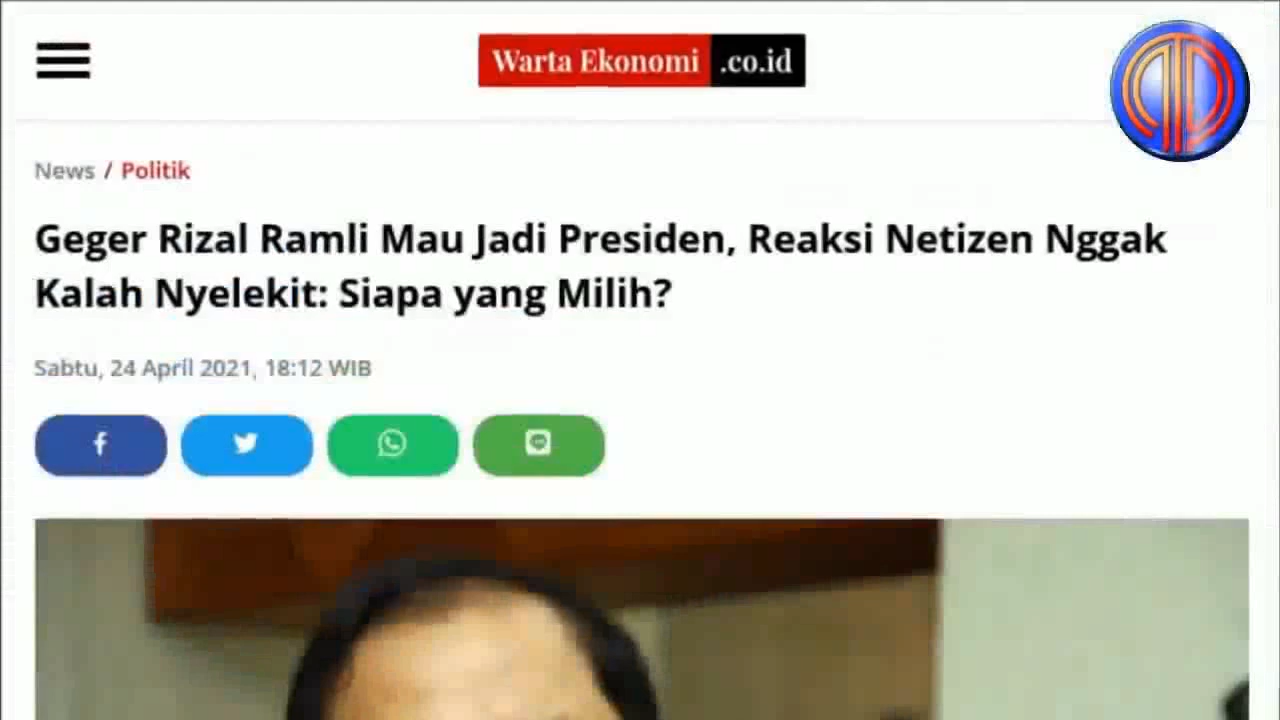 Warta Ekonomi .co.id
News / Politik
Geger Rizal Ramli Mau Jadi Presiden, Reaksi Netizen Nggak
Kalah Nyelekit: Siapa yang Milih?
Sabtu, 24 April 2021, 18:12 WIB